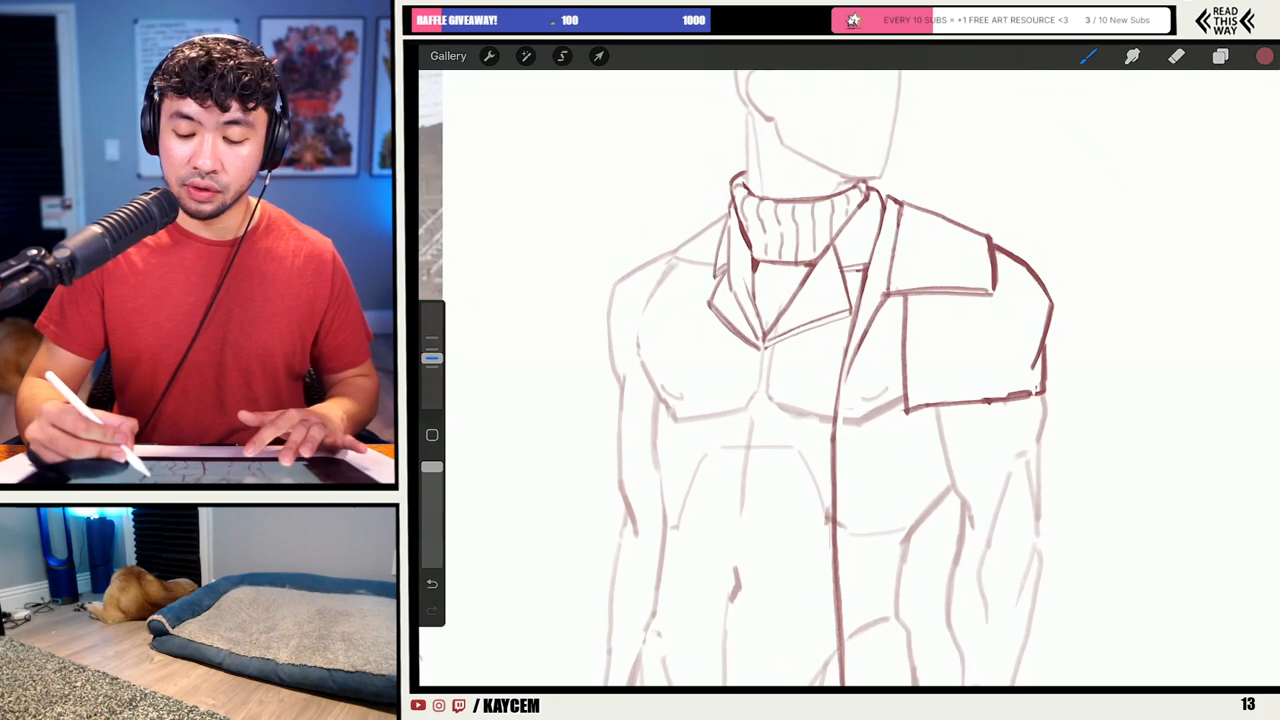 RAFFLE GIVEAWAY! 100 1000
EVERY 10 SUBS = +1 FREE ART RESOURCE <3 3 / 10 New Subs
READ
THIS
WAY
Gallery
/ KAYCEM
13